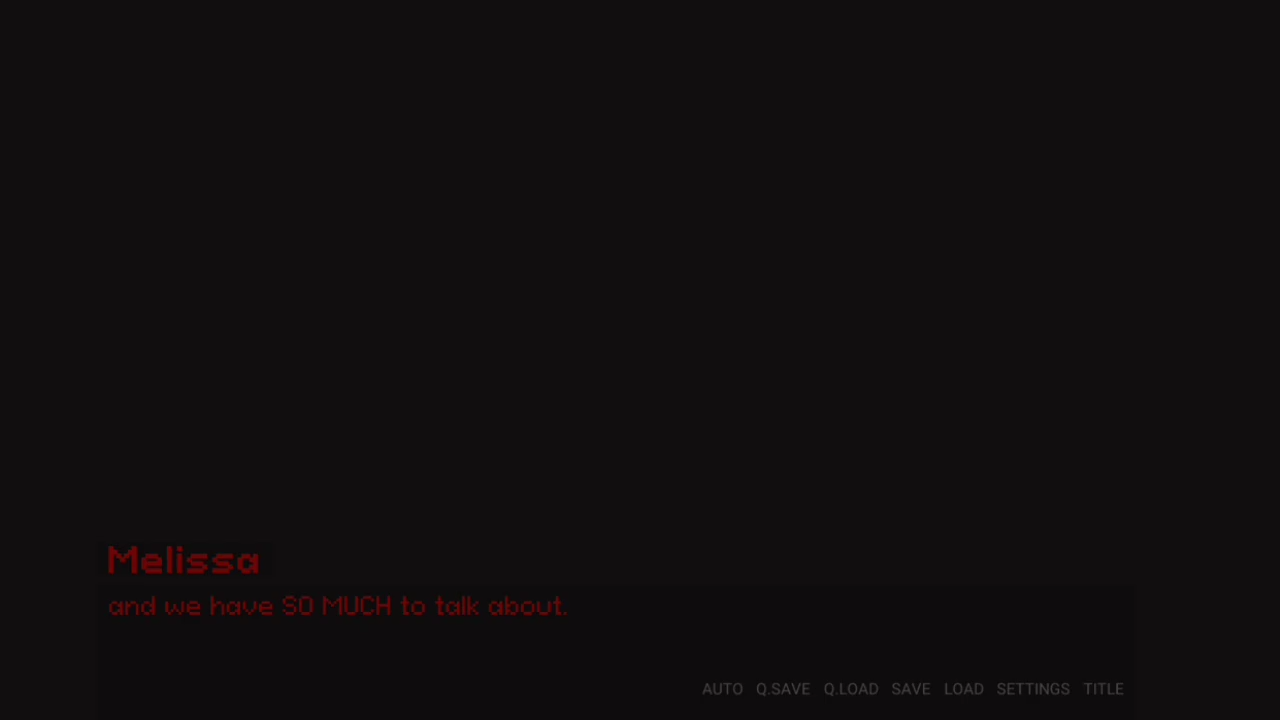 Melissa
and we have SO MUCH to talk about.
AUTO Q.SAVE Q.LOAD SAVE LOAD SETTINGS TITLE